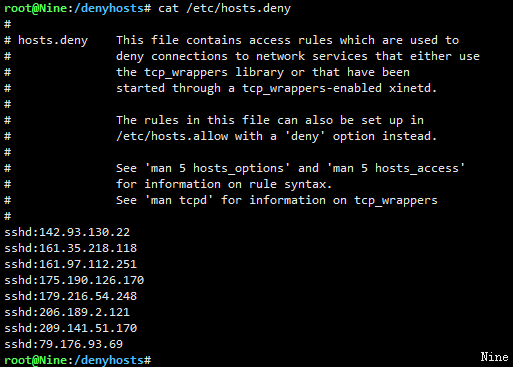 root@Nine:/denyhosts# cat /etc/hosts.deny
#
# hosts.deny    This file contains access rules which are used to
#               deny connections to network services that either use
#               the tcp_wrappers library or that have been
#               started through a tcp_wrappers-enabled xinetd.
#
#               The rules in this file can also be set up in
#               /etc/hosts.allow with a 'deny' option instead.
#
#               See 'man 5 hosts_options' and 'man 5 hosts_access'
#               for information on rule syntax.
#               See 'man tcpd' for information on tcp_wrappers
#
sshd:142.93.130.22
sshd:161.35.218.118
sshd:161.97.112.251
sshd:175.190.126.170
sshd:179.216.54.248
sshd:206.189.2.121
sshd:209.141.51.170
sshd:79.176.93.69
root@Nine:/denyhosts#
Nine